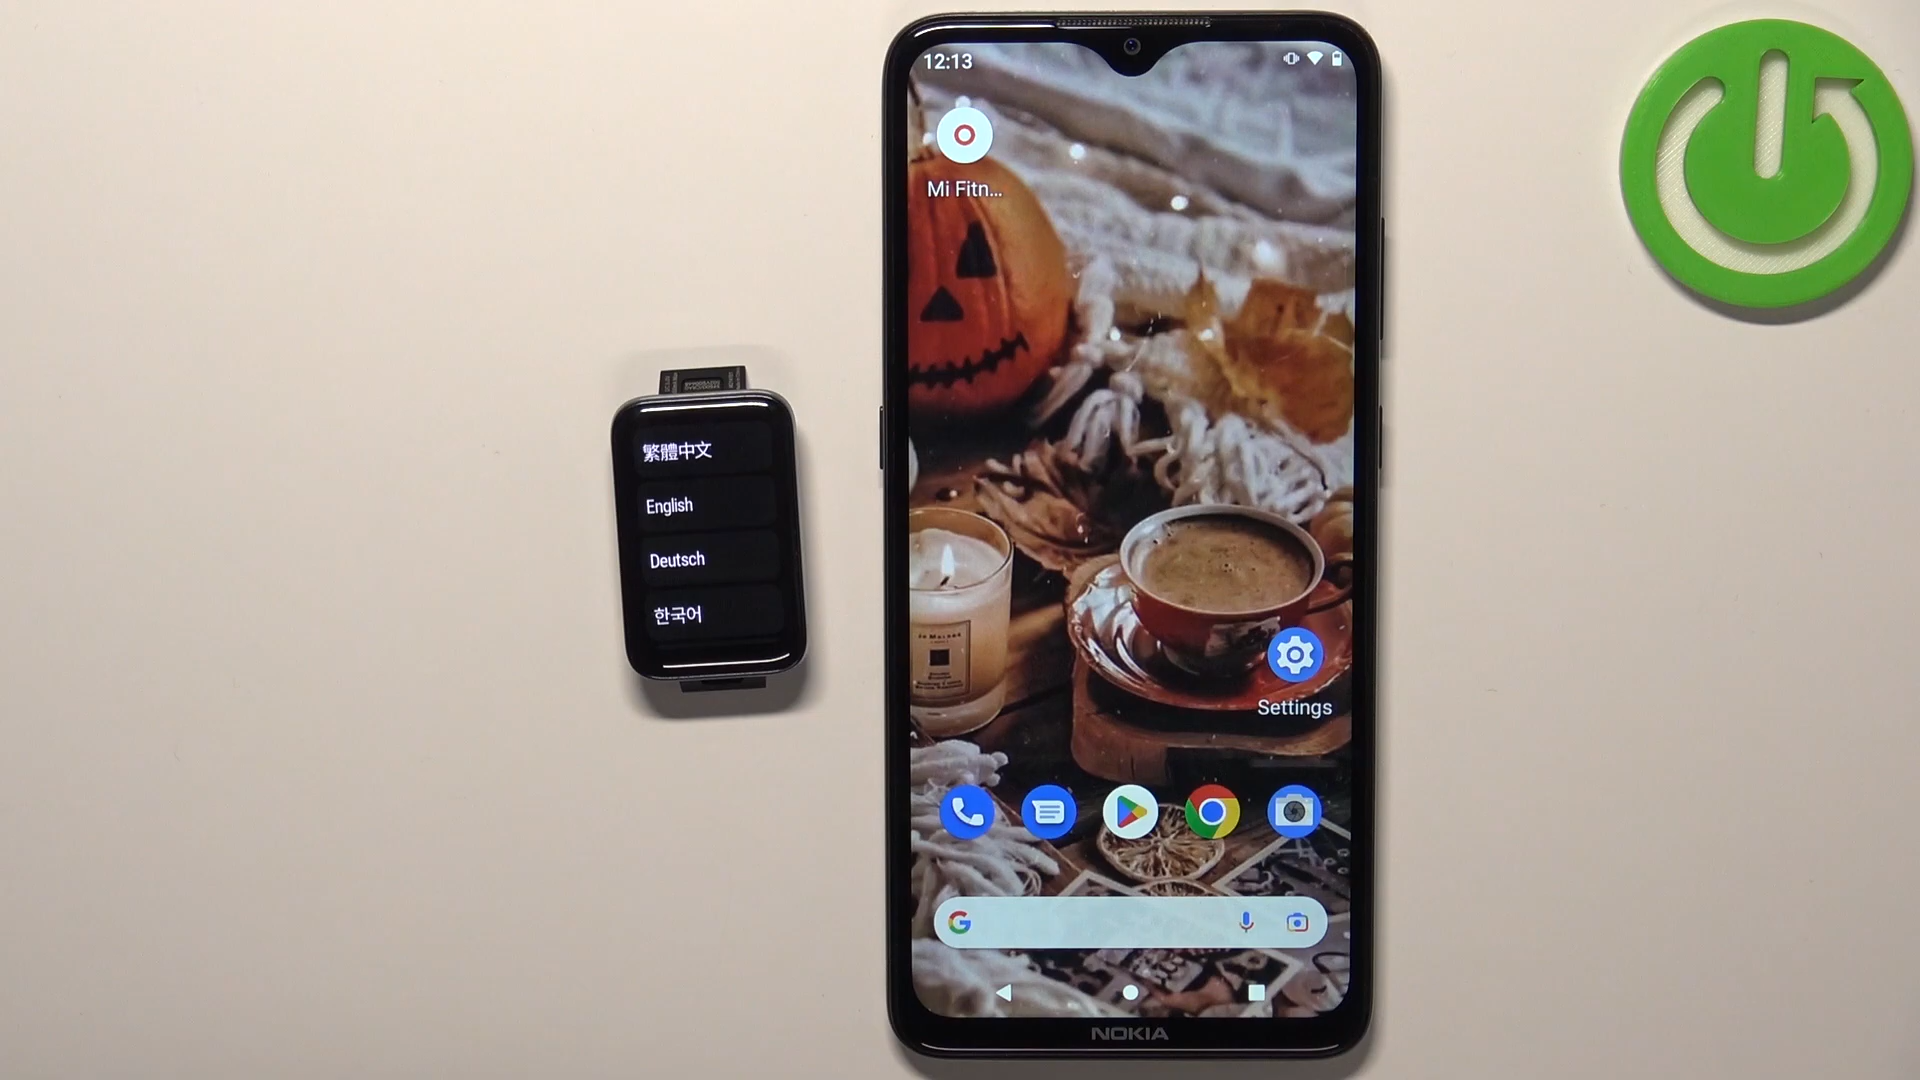 繁體中文
English
Deutsch
한국어
12:13
Mi Fitn...
Settings
NOKIA